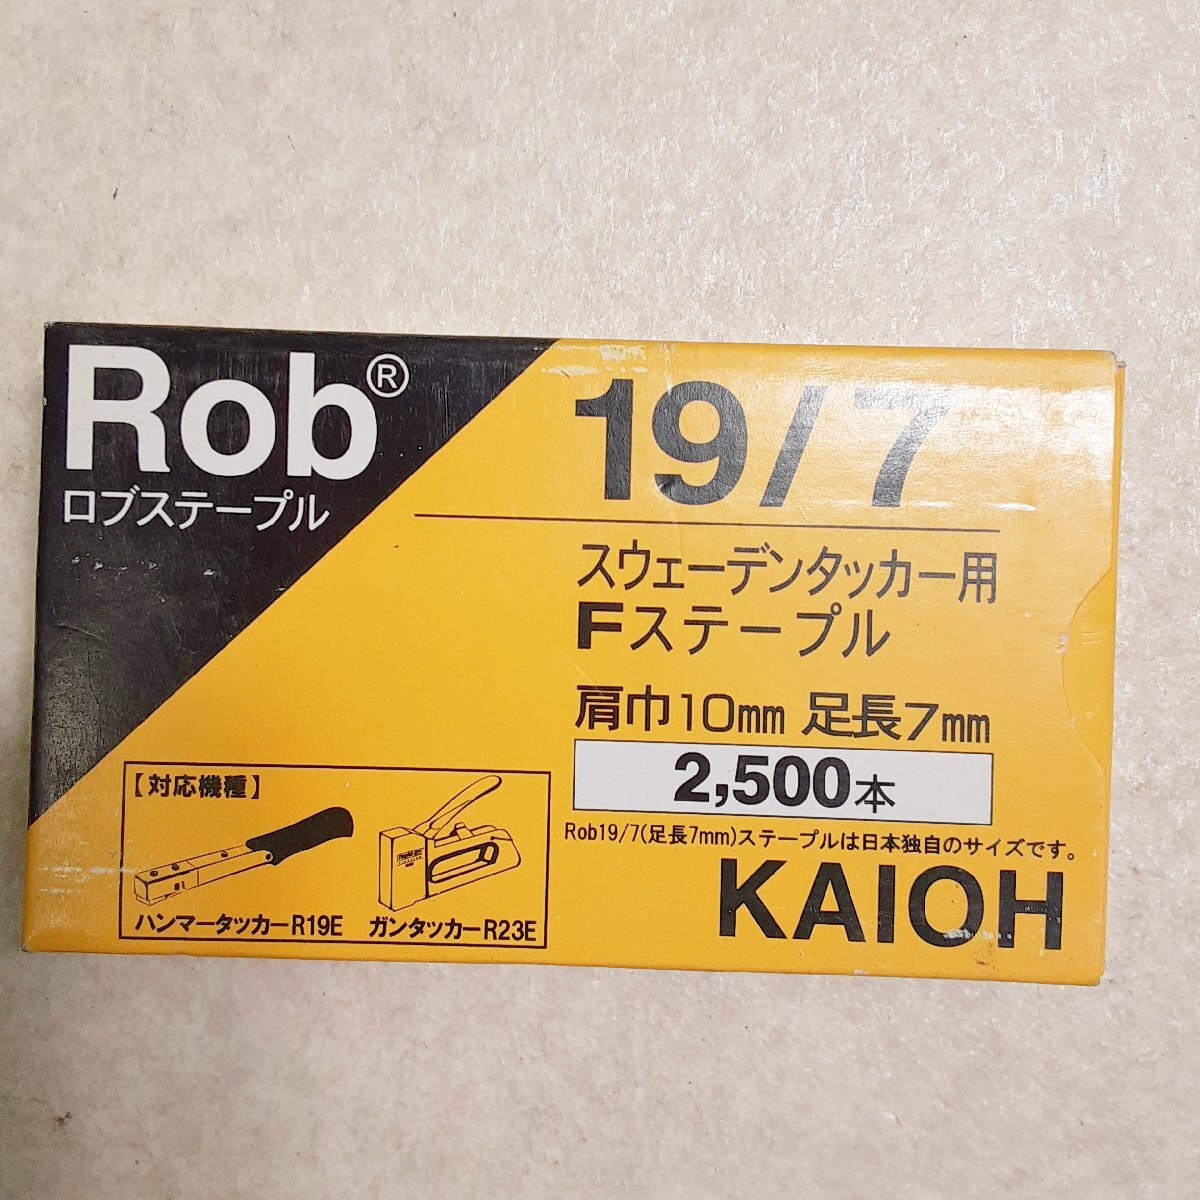 Rob®
ロブステープル
19/7
スウェーデンタッカー用
Fステープル
肩巾10mm 足長7mm
2,500本
Rob19/7(足長7mm)ステープルは日本独自のサイズです。
KAIOH
【対応機種】
ハンマータッカーR19E ガンタッカーR23E